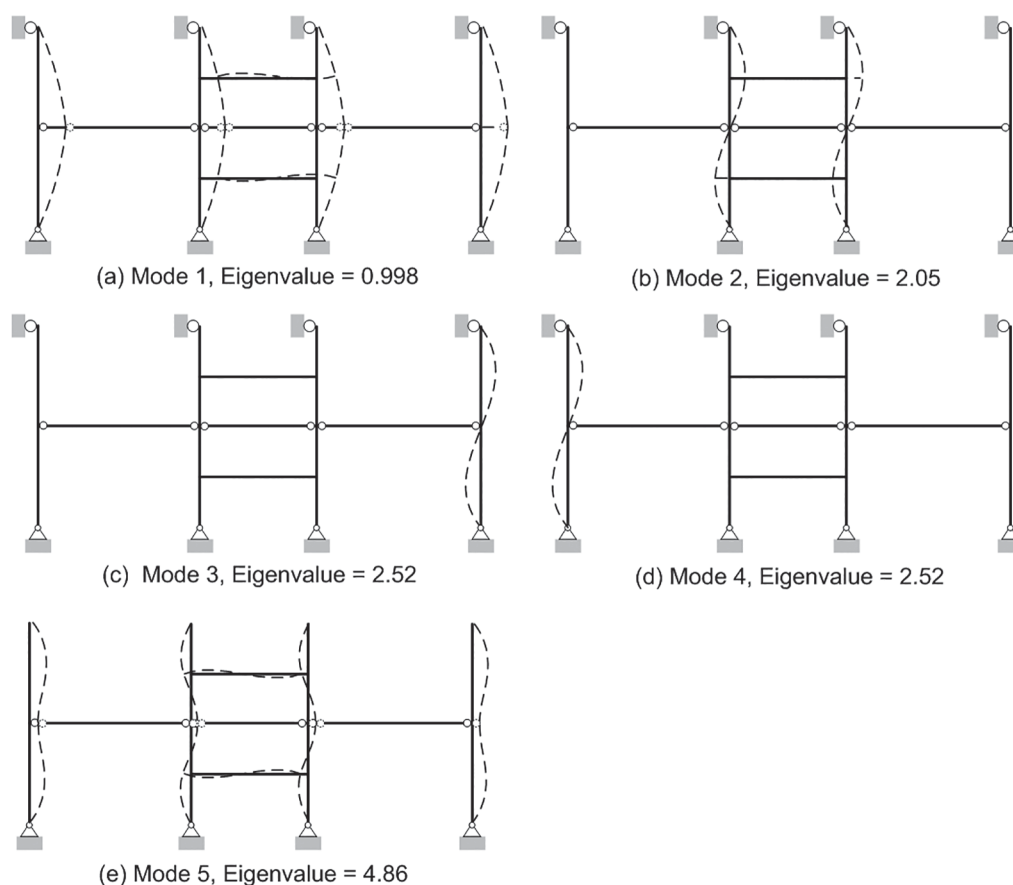 (a) Mode 1, Eigenvalue = 0.998
(b) Mode 2, Eigenvalue = 2.05
(c) Mode 3, Eigenvalue = 2.52
(d) Mode 4, Eigenvalue = 2.52
(e) Mode 5, Eigenvalue = 4.86